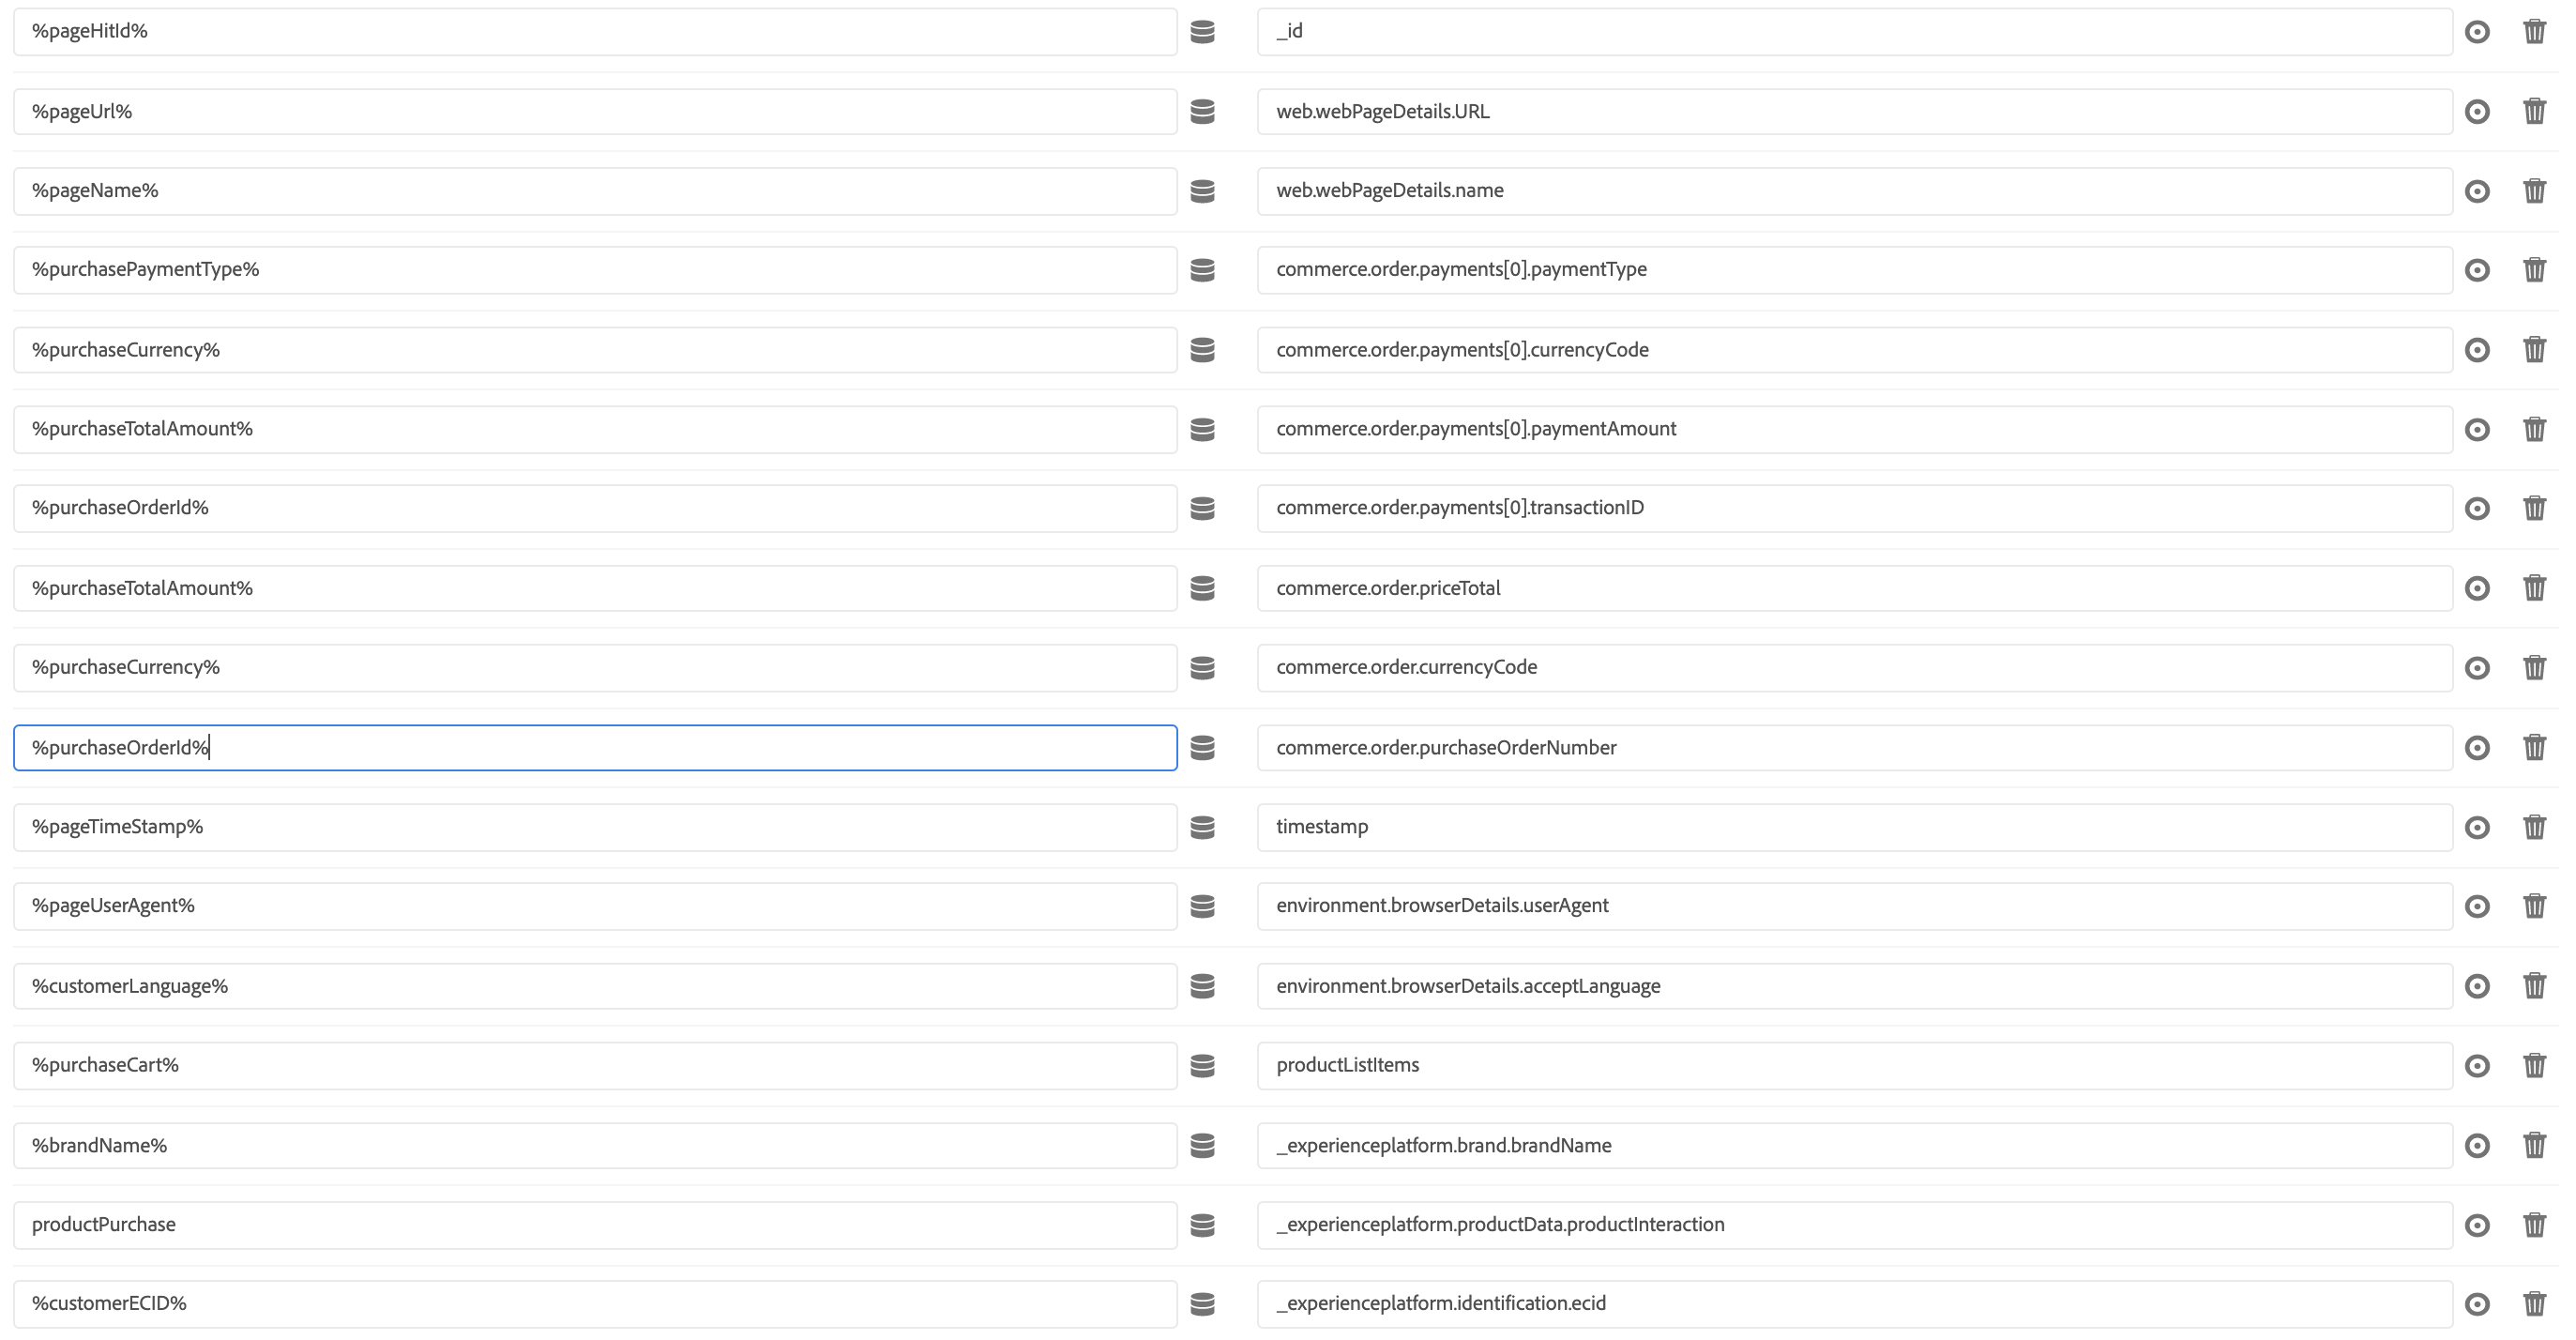 %pageHitId% _id
%pageUrl% web.webPageDetails.URL
%pageName% web.webPageDetails.name
%purchasePaymentType% commerce.order.payments[0].paymentType
%purchaseCurrency% commerce.order.payments[0].currencyCode
%purchaseTotalAmount% commerce.order.payments[0].paymentAmount
%purchaseOrderId% commerce.order.payments[0].transactionID
%purchaseTotalAmount% commerce.order.priceTotal
%purchaseCurrency% commerce.order.currencyCode
%purchaseOrderId% commerce.order.purchaseOrderNumber
%pageTimeStamp% timestamp
%pageUserAgent% environment.browserDetails.userAgent
%customerLanguage% environment.browserDetails.acceptLanguage
%purchaseCart% productListItems
%brandName% _experienceplatform.brand.brandName
productPurchase _experienceplatform.productData.productInteraction
%customerECID% _experienceplatform.identification.ecid